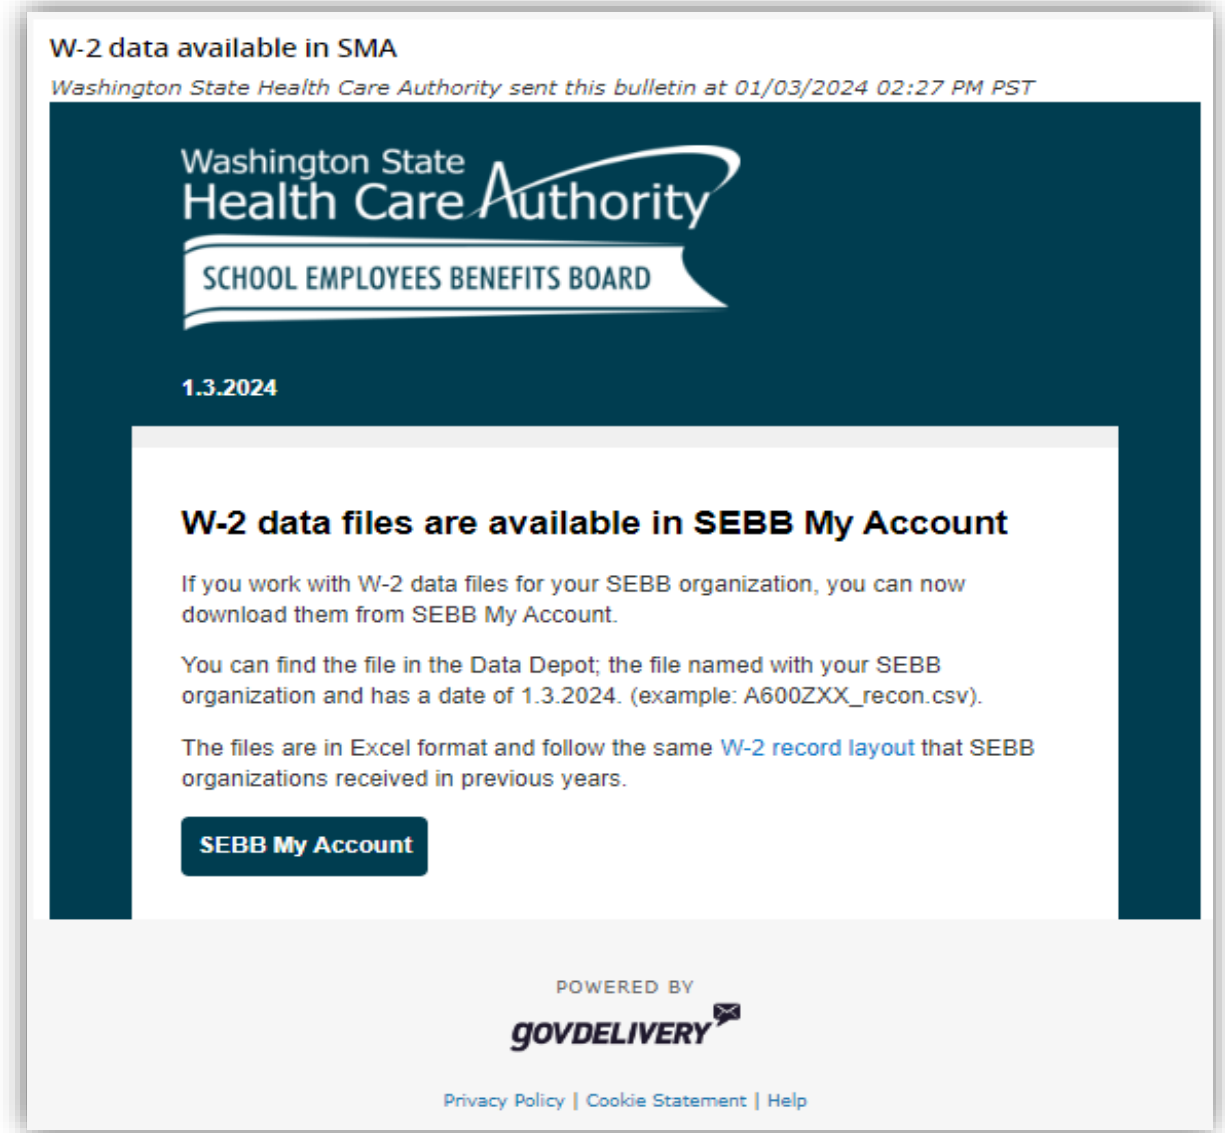 W-2 data available in SMA
Washington State Health Care Authority sent this bulletin at 01/03/2024 02:27 PM PST
Washington State
Health Care Authority
SCHOOL EMPLOYEES BENEFITS BOARD
1.3.2024
W-2 data files are available in SEBB My Account
If you work with W-2 data files for your SEBB organization, you can now
download them from SEBB My Account.
You can find the file in the Data Depot; the file named with your SEBB
organization and has a date of 1.3.2024. (example: A600ZXX_recon.csv).
The files are in Excel format and follow the same W-2 record layout that SEBB
organizations received in previous years.
SEBB My Account
POWERED BY
GOVDELIVERY
Privacy Policy | Cookie Statement | Help